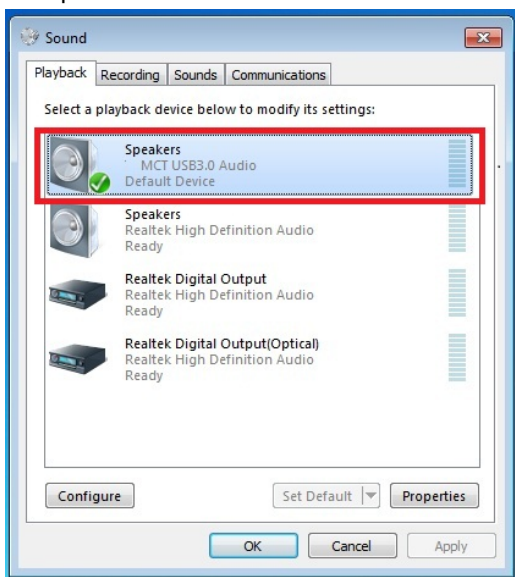 Sound
Playback Recording Sounds Communications
Select a playback device below to modify its settings:
Speakers
MCT USB3.0 Audio
Default Device
Speakers
Realtek High Definition Audio
Ready
Realtek Digital Output
Realtek High Definition Audio
Ready
Realtek Digital Output(Optical)
Realtek High Definition Audio
Ready
Configure Set Default Properties
OK Cancel Apply